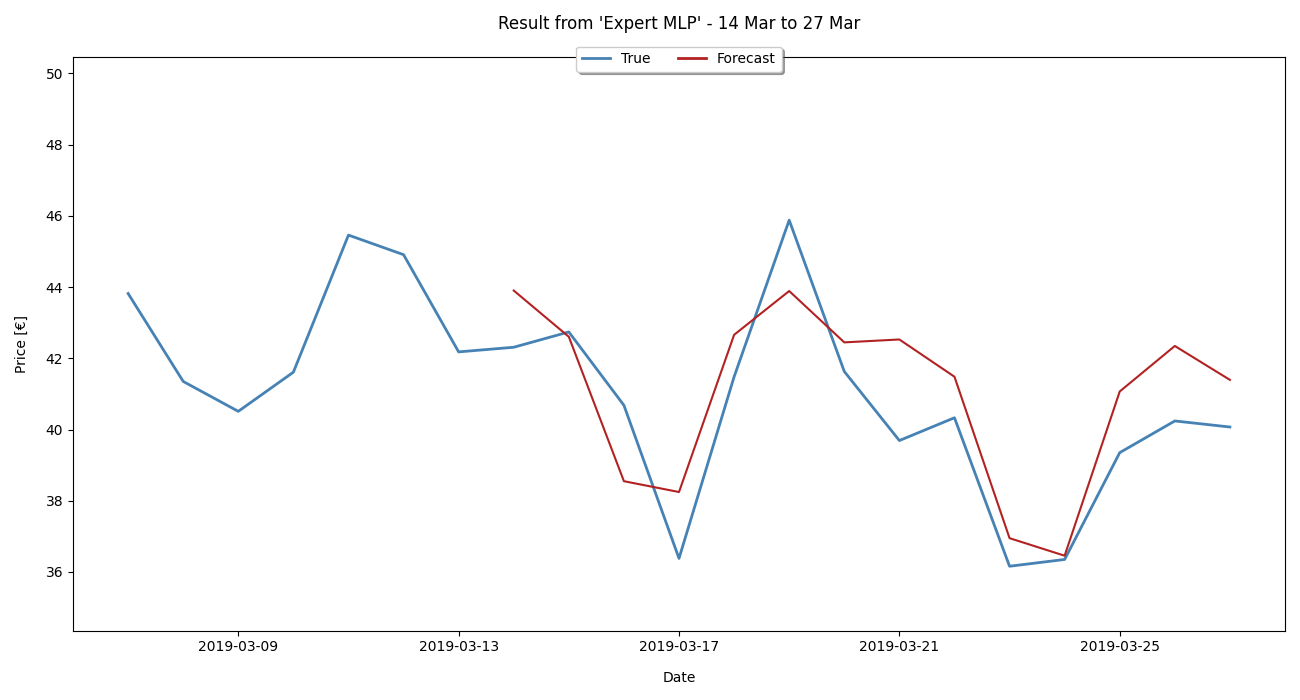 Result from 'Expert MLP' - 14 Mar to 27 Mar
True Forecast
50
48
46
44
42
40
38
36
Price [€]
2019-03-09 2019-03-13 2019-03-17 2019-03-21 2019-03-25
Date